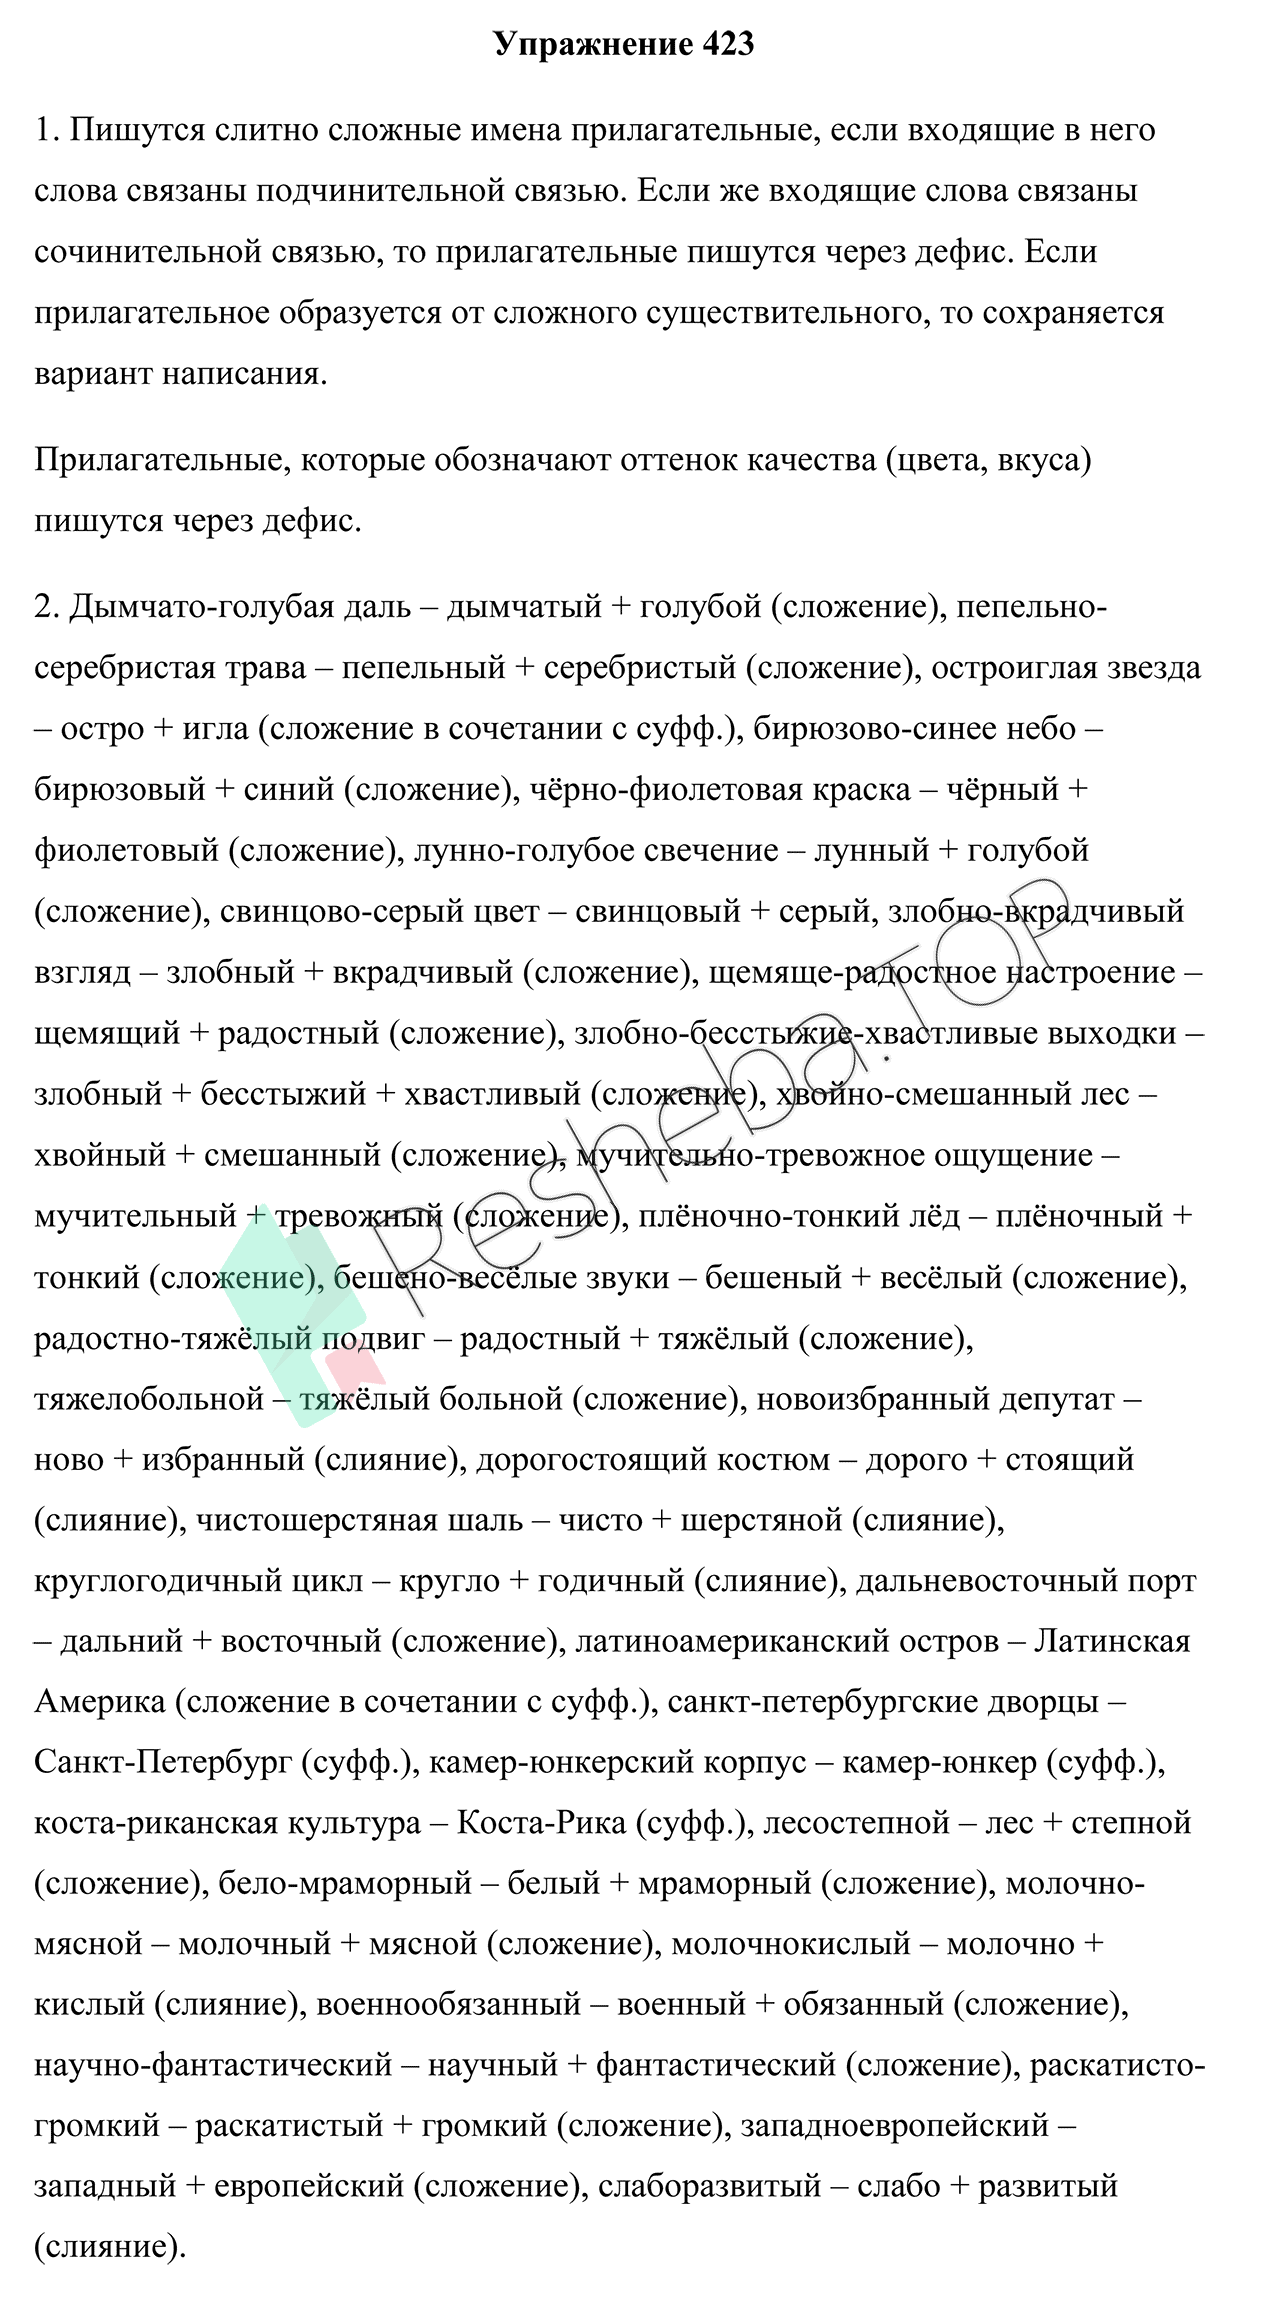 Упражнение 423
1. Пишутся слитно сложные имена прилагательные, если входящие в него
слова связаны подчинительной связью. Если же входящие слова связаны
сочинительной связью, то прилагательные пишутся через дефис. Если
прилагательное образуется от сложного существительного, то сохраняется
вариант написания.
Прилагательные, которые обозначают оттенок качества (цвета, вкуса)
пишутся через дефис.
2. Дымчато-голубая даль – дымчатый + голубой (сложение), пепельно-
серебристая трава – пепельный + серебристый (сложение), остроиглая звезда
– остро + игла (сложение в сочетании с суфф.), бирюзово-синее небо –
бирюзовый + синий (сложение), чёрно-фиолетовая краска – чёрный +
фиолетовый (сложение), лунно-голубое свечение – лунный + голубой
(сложение), свинцово-серый цвет – свинцовый + серый, злобно-вкрадчивый
взгляд – злобный + вкрадчивый (сложение), щемяще-радостное настроение –
щемящий + радостный (сложение), злобно-бесстыжие-хвастливые выходки –
злобный + бесстыжий + хвастливый (сложение), хвойно-смешанный лес –
хвойный + смешанный (сложение), мучительно-тревожное ощущение –
мучительный + тревожный (сложение), плёночно-тонкий лёд – плёночный +
тонкий (сложение), бешено-весёлые звуки – бешеный + весёлый (сложение),
радостно-тяжёлый подвиг – радостный + тяжёлый (сложение),
тяжелобольной – тяжёлый больной (сложение), новоизбранный депутат –
ново + избранный (слияние), дорогостоящий костюм – дорого + стоящий
(слияние), чистошерстяная шаль – чисто + шерстяной (слияние),
круглогодичный цикл – кругло + годичный (слияние), дальневосточный порт
– дальний + восточный (сложение), латиноамериканский остров – Латинская
Америка (сложение в сочетании с суфф.), санкт-петербургские дворцы –
Санкт-Петербург (суфф.), камер-юнкерский корпус – камер-юнкер (суфф.),
коста-риканская культура – Коста-Рика (суфф.), лесостепной – лес + степной
(сложение), бело-мраморный – белый + мраморный (сложение), молочно-
мясной – молочный + мясной (сложение), молочнокислый – молочно +
кислый (слияние), военнообязанный – военный + обязанный (сложение),
научно-фантастический – научный + фантастический (сложение), раскатисто-
громкий – раскатистый + громкий (сложение), западноевропейский –
западный + европейский (сложение), слаборазвитый – слабо + развитый
(слияние).
Resheba.TOP